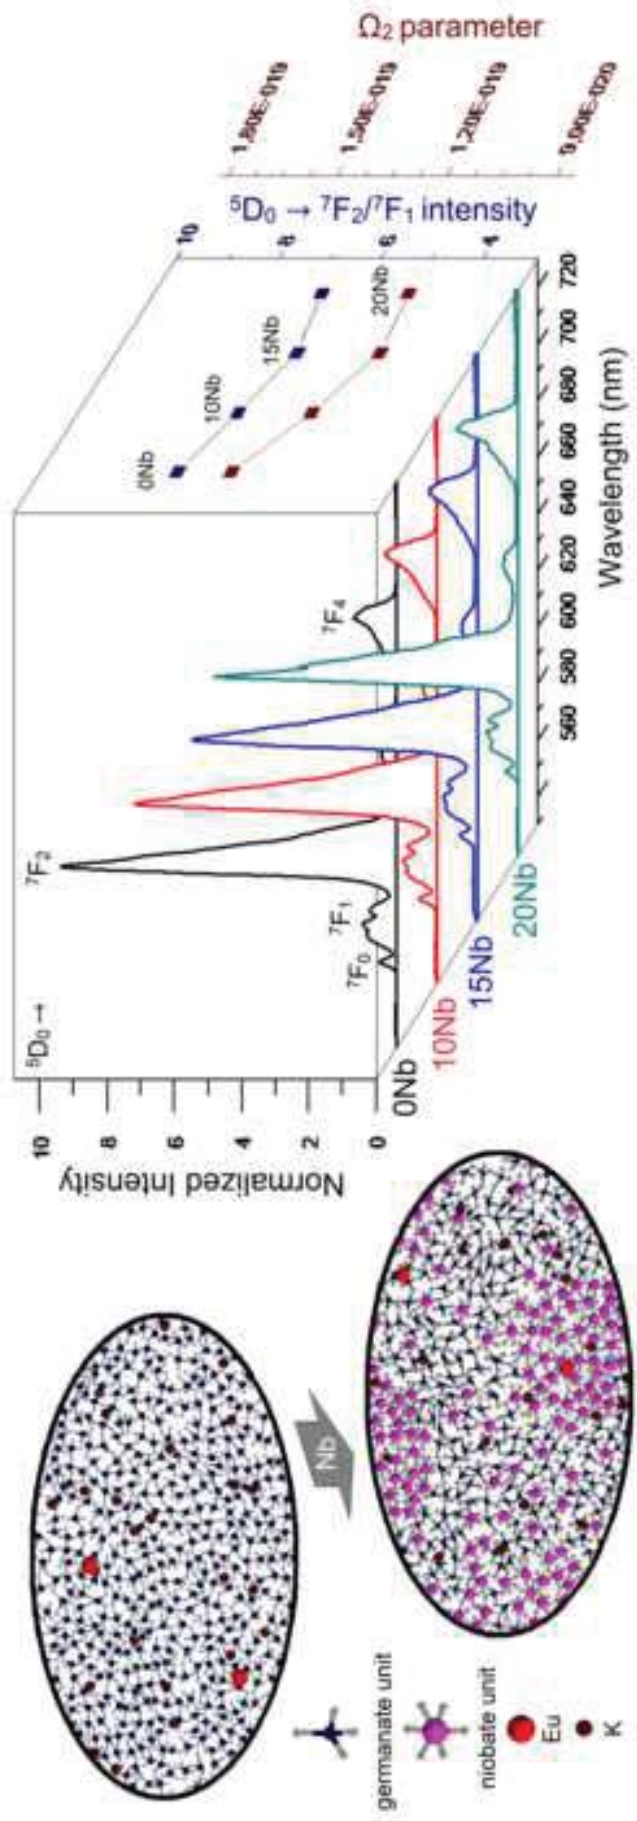 germanate unit
niobate unit
Eu
K
Nb
Normalized Intensity
10
8
6
4
2
0
⁵D₀ →
⁷F₀
⁷F₁
⁷F₂
⁷F₄
0Nb
10Nb
15Nb
20Nb
560
580
600
620
640
660
680
700
720
Wavelength (nm)
0Nb
10Nb
15Nb
20Nb
10
8
6
4
⁵D₀ → ⁷F₂/⁷F₁ intensity
1,80E-019
1,50E-019
1,20E-019
9,00E-020
Ω₂ parameter